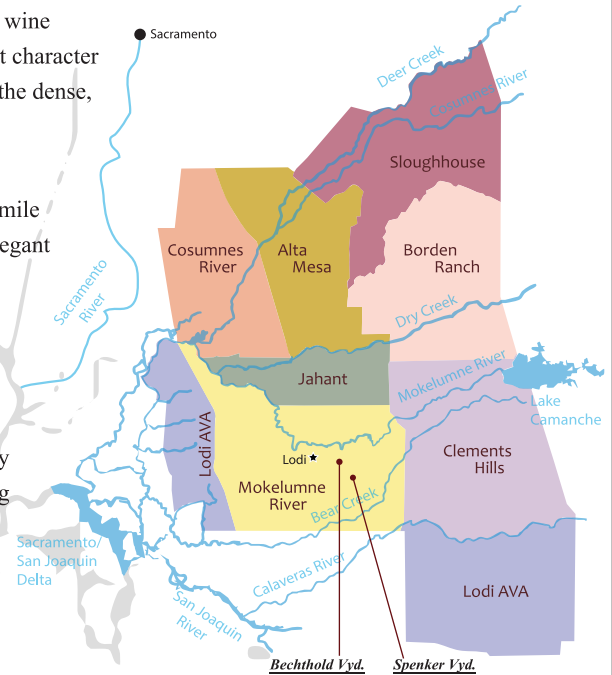 wine
Sacramento
t character
the dense,
Deer Creek
Cosumnes River
Sloughhouse
mile
egant
Cosumnes
River
Alta
Mesa
Borden
Ranch
Sacramento
River
Dry Creek
Jahant
Mokelumne River
Lake
Camanche
Lodi AVA
Lodi
Clements
Hills
y
g
Mokelumne
River
Bear Creek
Sacramento/
San Joaquin
Delta
Calaveras River
San Joaquin
River
Lodi AVA
Bechthold Vyd.
Spenker Vyd.